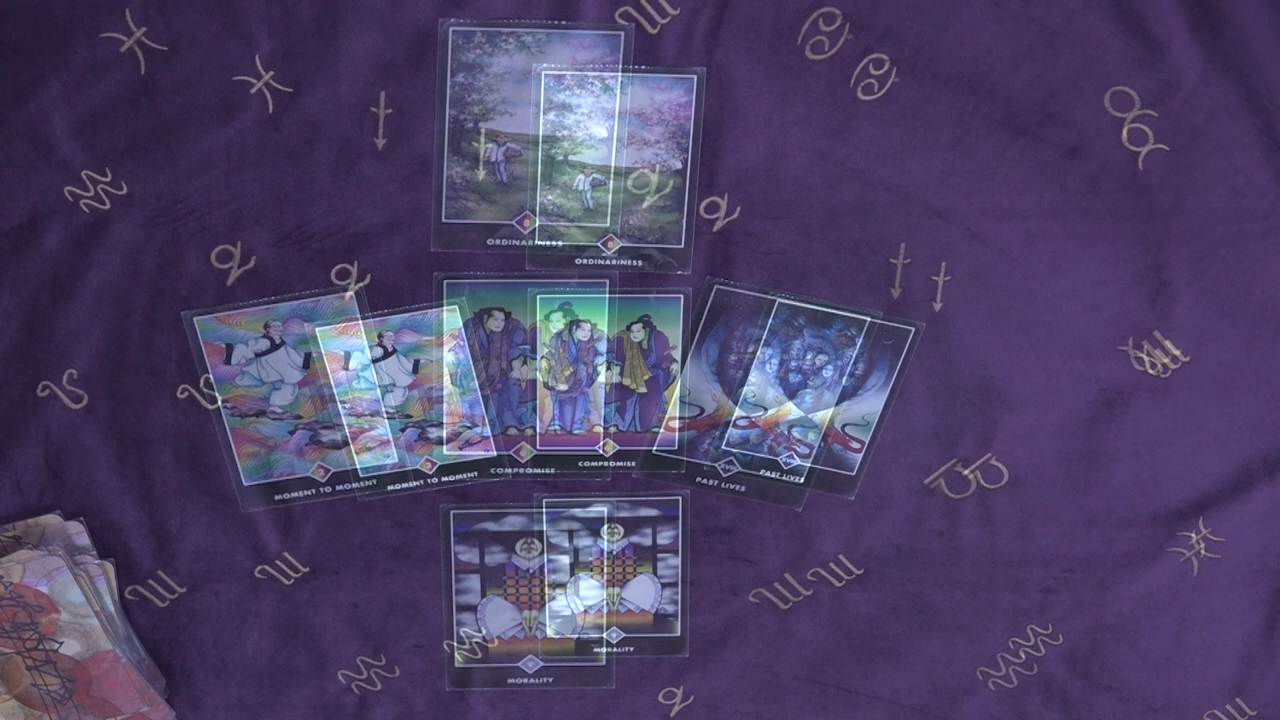 ORDINARINESS
ORDINARINESS
MOMENT TO MOMENT
MOMENT TO MOMENT
COMPROMISE
COMPROMISE
PAST LIVES
PAST LIVES
MORALITY
MORALITY